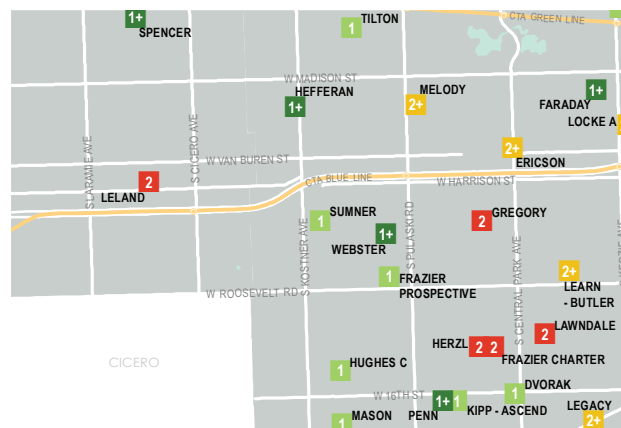 1+
SPENCER
1
TILTON
CTA GREEN LINE
W MADISON ST
HEFFERAN
1+
MELODY
2+
FARADAY
1+
LOCKE A
2+
ERICSON
S LARAMIE AVE
S CICERO AVE
W VAN BUREN ST
CTA BLUE LINE
W HARRISON ST
2
LELAND
1
SUMNER
WEBSTER
1+
S PULASKI RD
2
GREGORY
S KOSTNER AVE
1
FRAZIER
PROSPECTIVE
W ROOSEVELT RD
S CENTRAL PARK AVE
2+
LEARN
- BUTLER
2
LAWNDALE
HERZL
2 2
FRAZIER CHARTER
CICERO
1
HUGHES C
W 16TH ST
1
DVORAK
1
MASON
PENN
1+
1
KIPP - ASCEND
LEGACY
2+